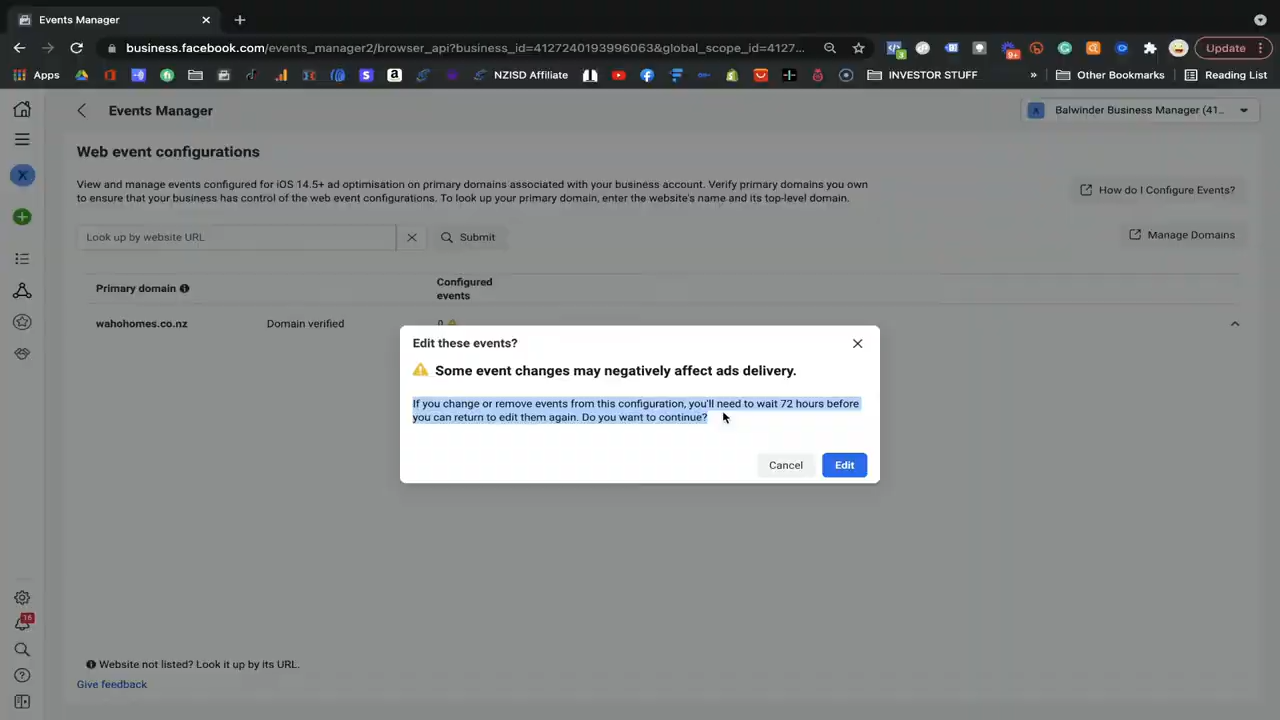 Events Manager
business.facebook.com/events_manager2/browser_api?business_id=4127240193996063&global_scope_id=4127...
Update
Apps
NZISD Affiliate
INVESTOR STUFF
»
Other Bookmarks
Reading List
3
9+
Events Manager
Balwinder Business Manager (41...
Web event configurations
View and manage events configured for iOS 14.5+ ad optimisation on primary domains associated with your business account. Verify primary domains you own
to ensure that your business has control of the web event configurations. To look up your primary domain, enter the website's name and its top-level domain.
How do I Configure Events?
Look up by website URL
Submit
Manage Domains
Primary domain
Configured
events
wahohomes.co.nz
Domain verified
0
Edit these events?
Some event changes may negatively affect ads delivery.
If you change or remove events from this configuration, you'll need to wait 72 hours before
you can return to edit them again. Do you want to continue?
Cancel
Edit
16
Website not listed? Look it up by its URL.
Give feedback